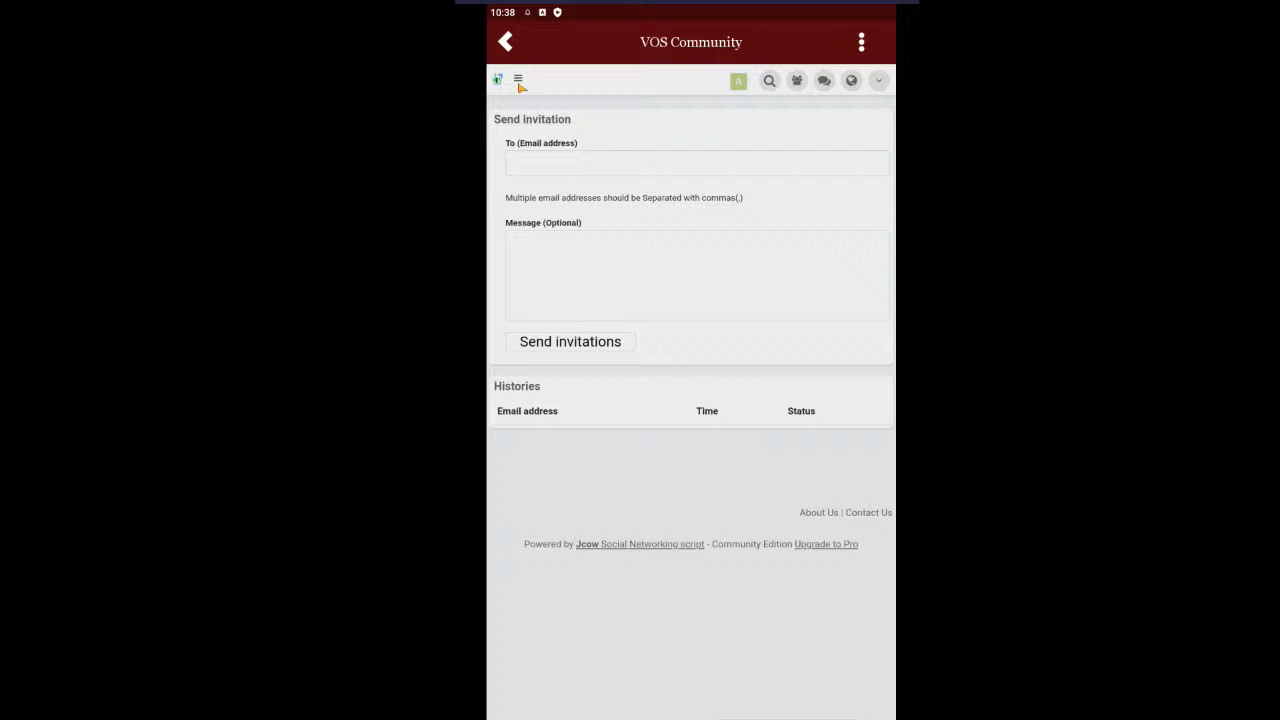 10:38
VOS Community
A
Send invitation
To (Email address)
Multiple email addresses should be Separated with commas(,)
Message (Optional)
Send invitations
Histories
Email address Time Status
About Us | Contact Us
Powered by Jcow Social Networking script - Community Edition Upgrade to Pro